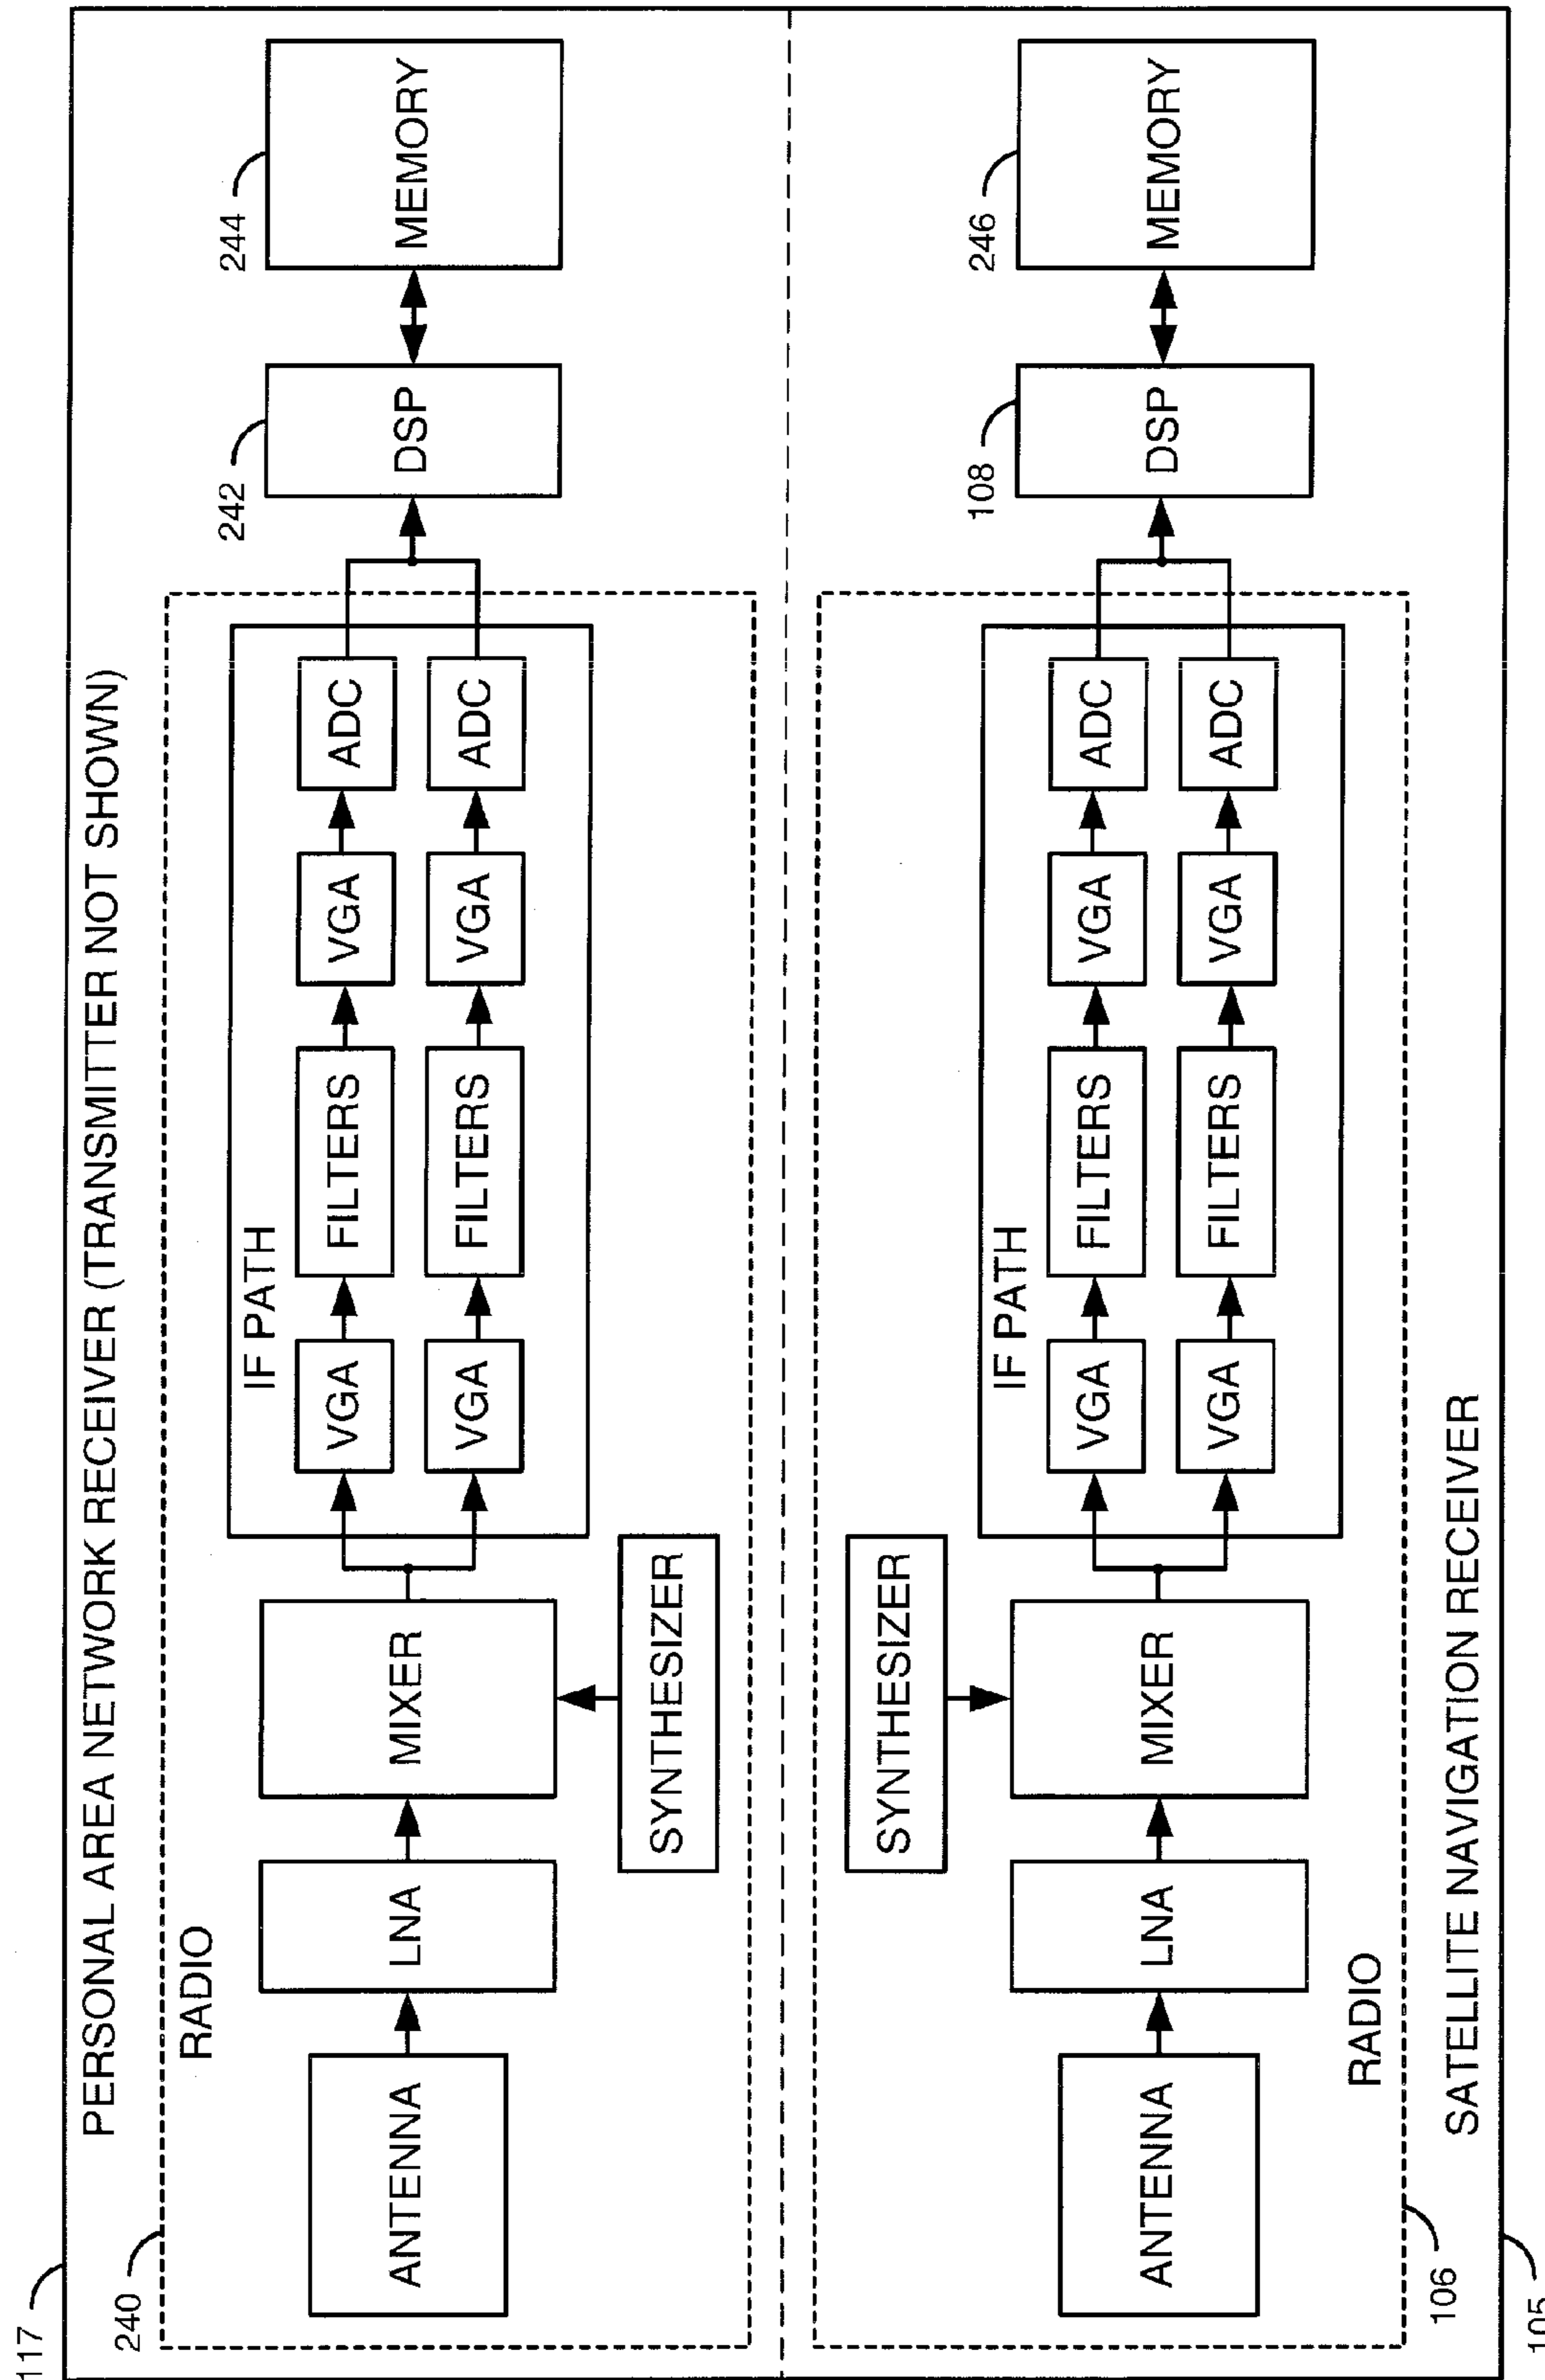 117
PERSONAL AREA NETWORK RECEIVER (TRANSMITTER NOT SHOWN)
240
RADIO
ANTENNA
LNA
MIXER
SYNTHESIZER
IF PATH
VGA
FILTERS
VGA
ADC
VGA
FILTERS
VGA
ADC
242
DSP
244
MEMORY
SYNTHESIZER
ANTENNA
LNA
MIXER
IF PATH
VGA
FILTERS
VGA
ADC
VGA
FILTERS
VGA
ADC
108
DSP
246
MEMORY
RADIO
106
SATELLITE NAVIGATION RECEIVER
105